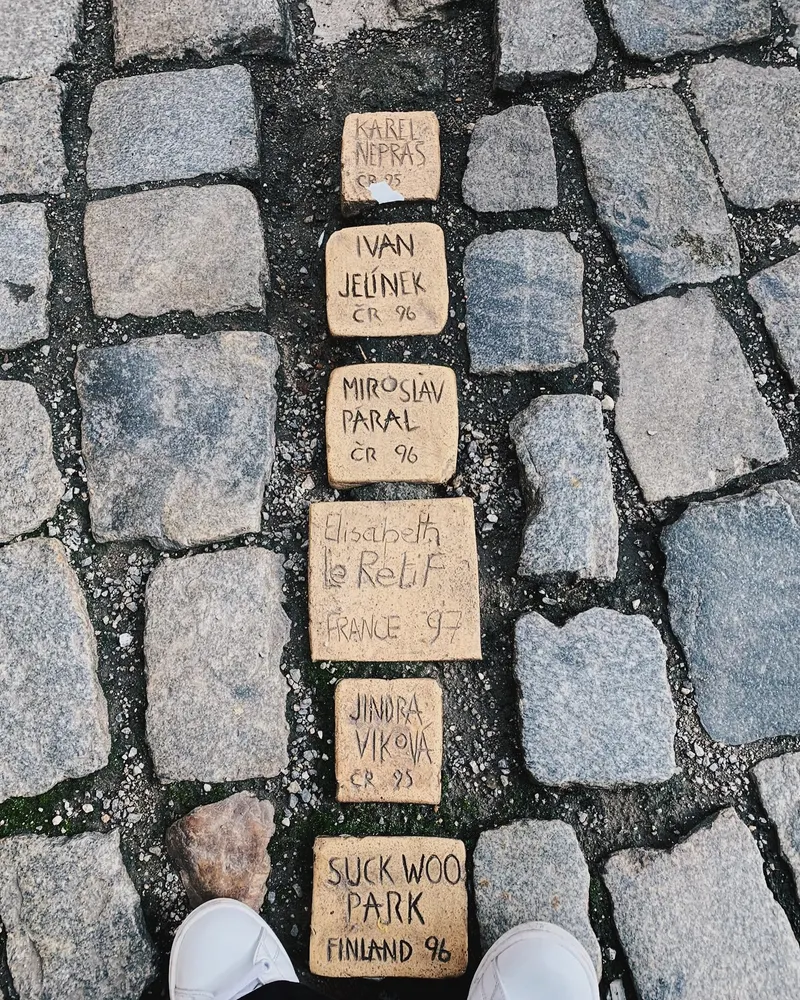 KAREL
NEPRAŠ
ČR 95
IVAN
JELÍNEK
ČR 96
MIROSLAV
PARAL
ČR 96
Elisabeth
le Retif
FRANCE 97
JINDRA
VIKOVÁ
ČR 95
SUCK WOO
PARK
FINLAND 96